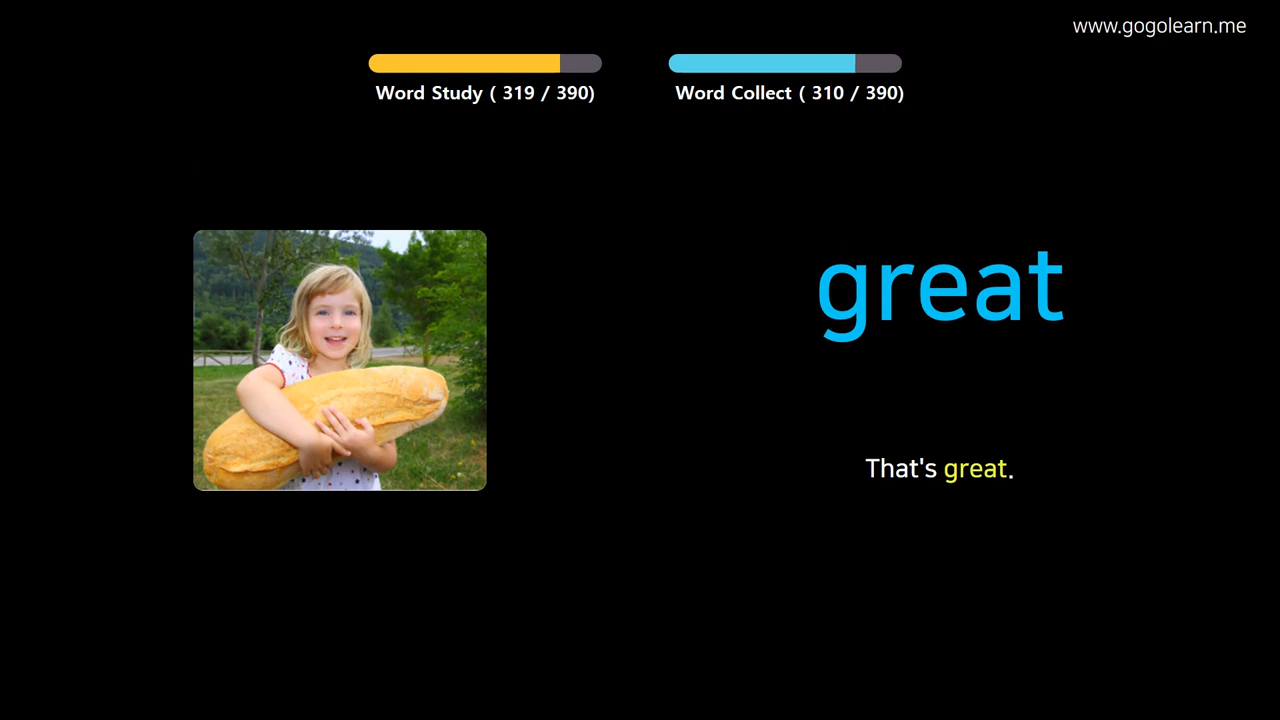 www.gogolearn.me
Word Study ( 319 / 390)
Word Collect ( 310 / 390)
great
That's great.